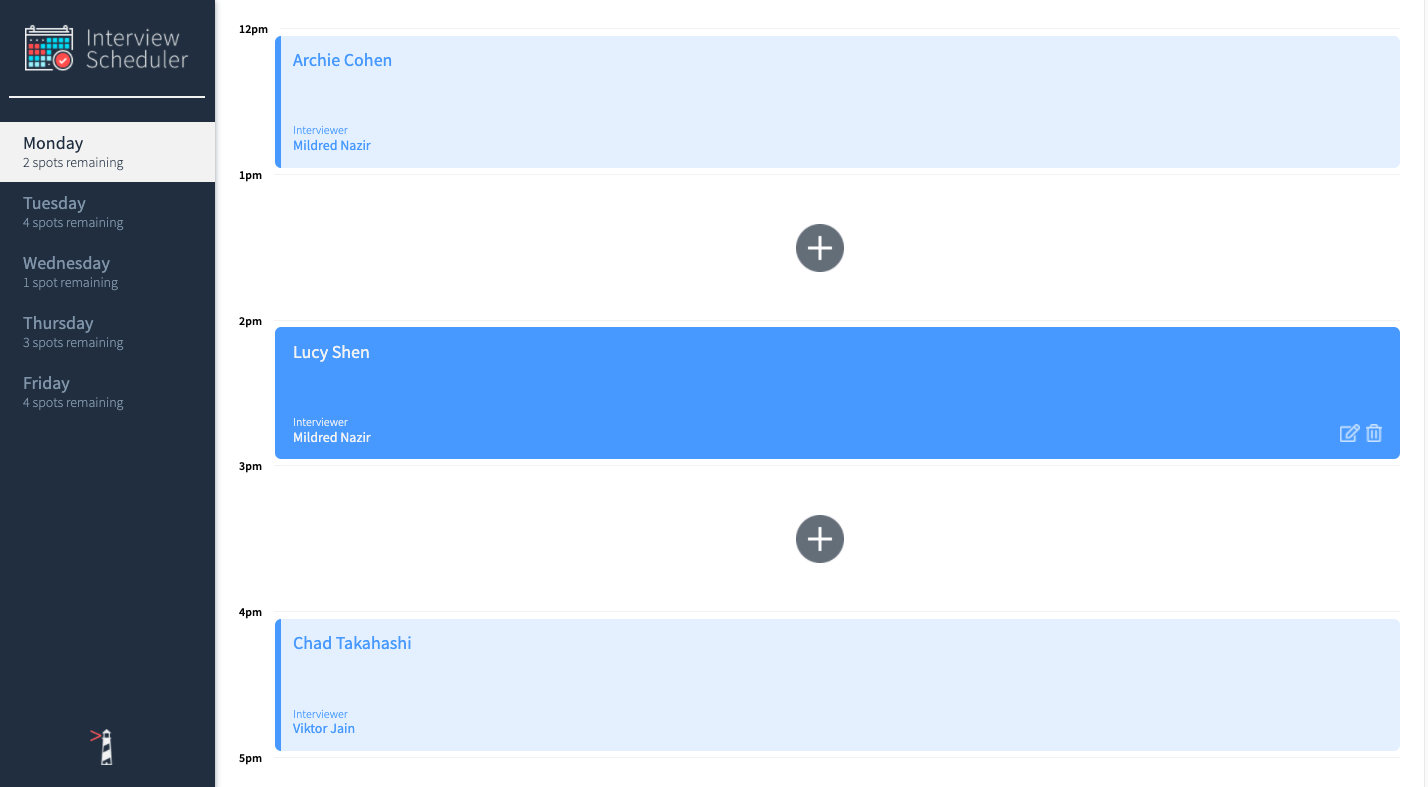 Interview
Scheduler
Monday
2 spots remaining
Tuesday
4 spots remaining
Wednesday
1 spot remaining
Thursday
3 spots remaining
Friday
4 spots remaining
12pm
Archie Cohen
Interviewer
Mildred Nazir
1pm
2pm
Lucy Shen
Interviewer
Mildred Nazir
3pm
4pm
Chad Takahashi
Interviewer
Viktor Jain
5pm